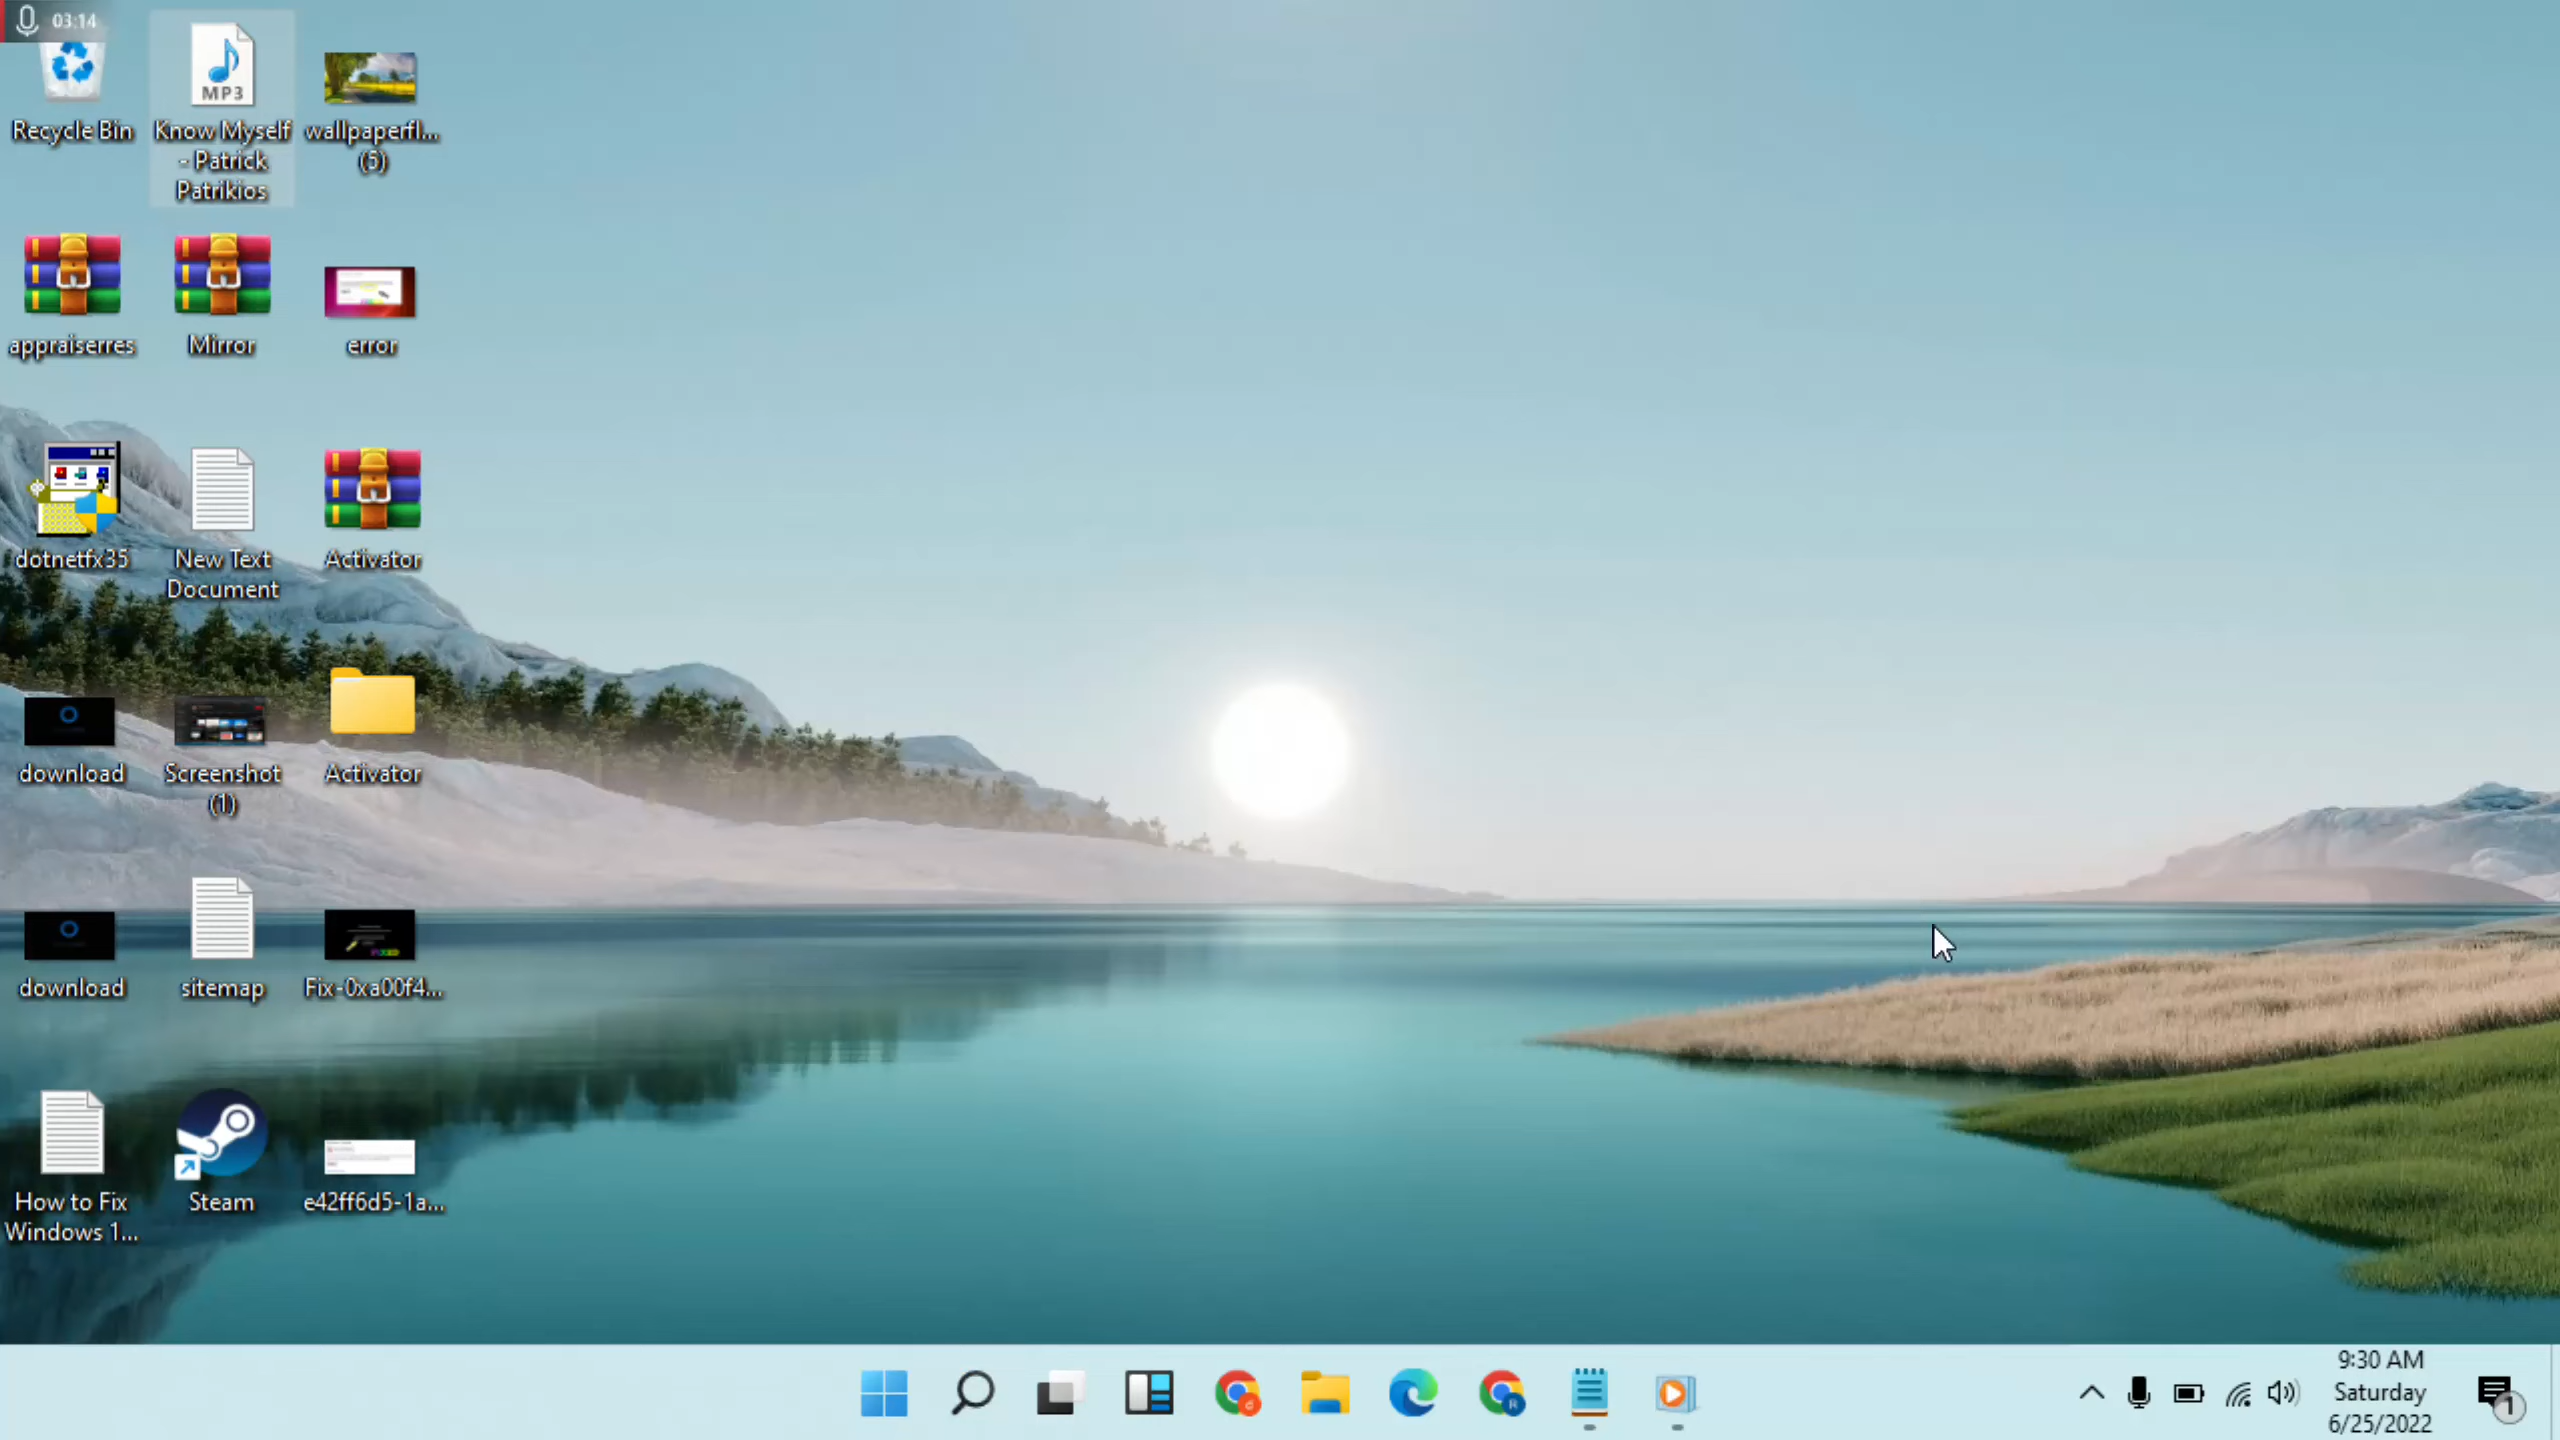 03:14
Recycle Bin
MP3
Know Myself
- Patrick
Patrikios
wallpaperfl...
(5)
appraiserres
Mirror
error
dotnetfx35
New Text
Document
Activator
download
Screenshot
(1)
Activator
download
sitemap
Fix-0xa00f4...
How to Fix
Windows 1...
Steam
e42ff6d5-1a...
9:30 AM
Saturday
6/25/2022
1